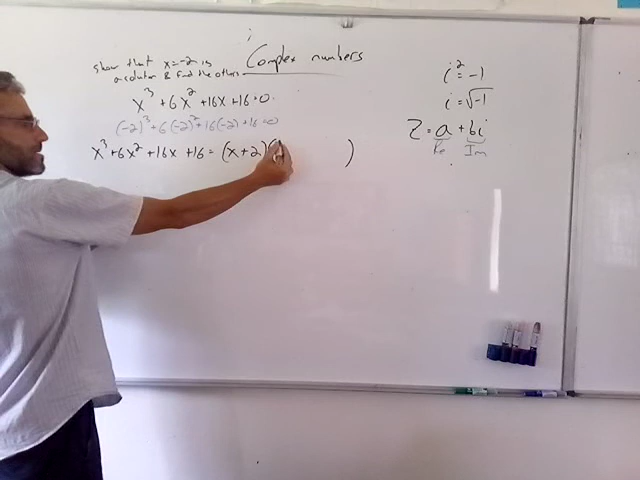 Complex numbers
show that x=-2 is
a solution & find the others
x³ + 6x² + 16x + 16 = 0
(-2)³ + 6(-2)² + 16(-2) + 16 = 0
x³ + 6x² + 16x + 16 = (x+2)( )
i² = -1
i = √-1
Z = a + bi
Re Im